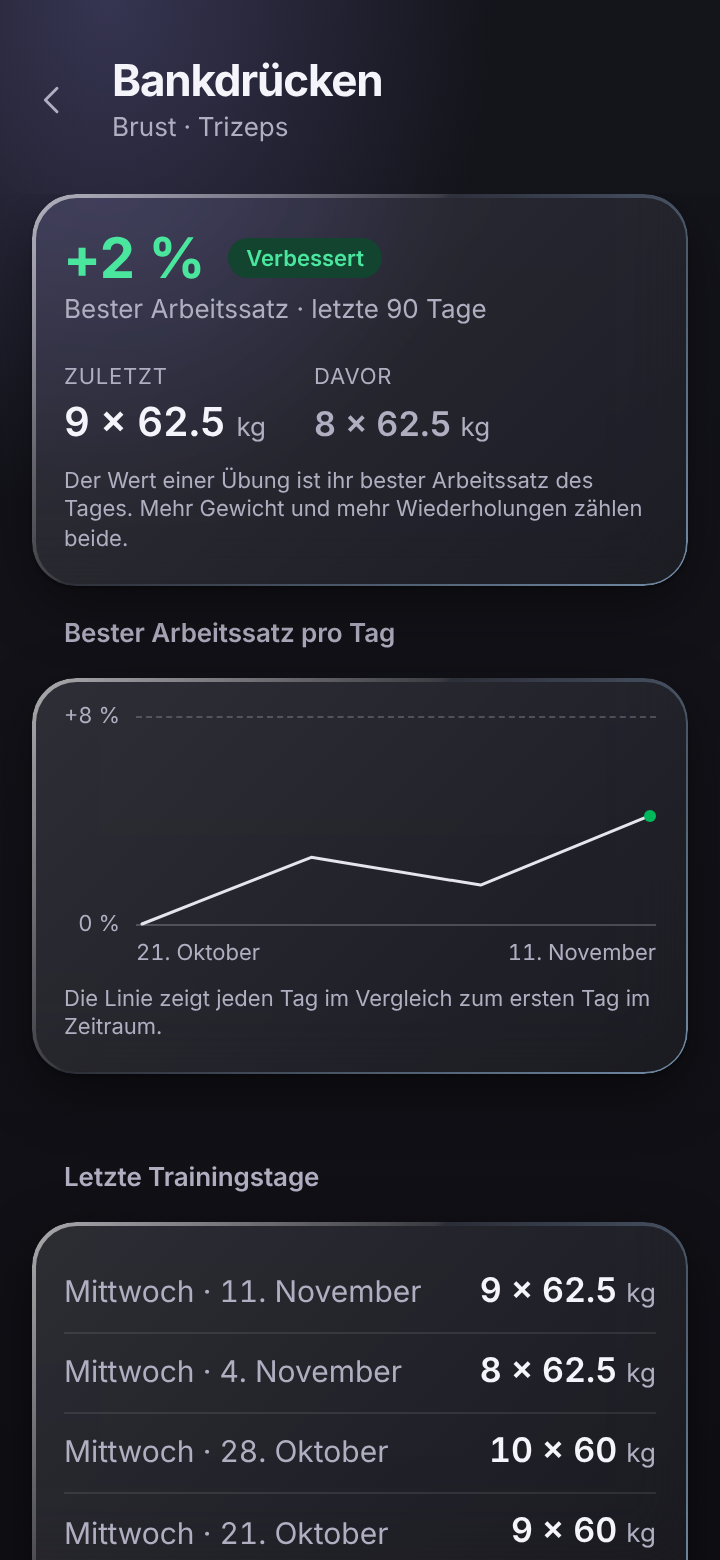 Bankdrücken
Brust · Trizeps
+2 % Verbessert
Bester Arbeitssatz · letzte 90 Tage
ZULETZT DAVOR
9 × 62.5 kg 8 × 62.5 kg
Der Wert einer Übung ist ihr bester Arbeitssatz des
Tages. Mehr Gewicht und mehr Wiederholungen zählen
beide.
Bester Arbeitssatz pro Tag
+8 %
0 %
21. Oktober 11. November
Die Linie zeigt jeden Tag im Vergleich zum ersten Tag im
Zeitraum.
Letzte Trainingstage
Mittwoch · 11. November 9 × 62.5 kg
Mittwoch · 4. November 8 × 62.5 kg
Mittwoch · 28. Oktober 10 × 60 kg
Mittwoch · 21. Oktober 9 × 60 kg